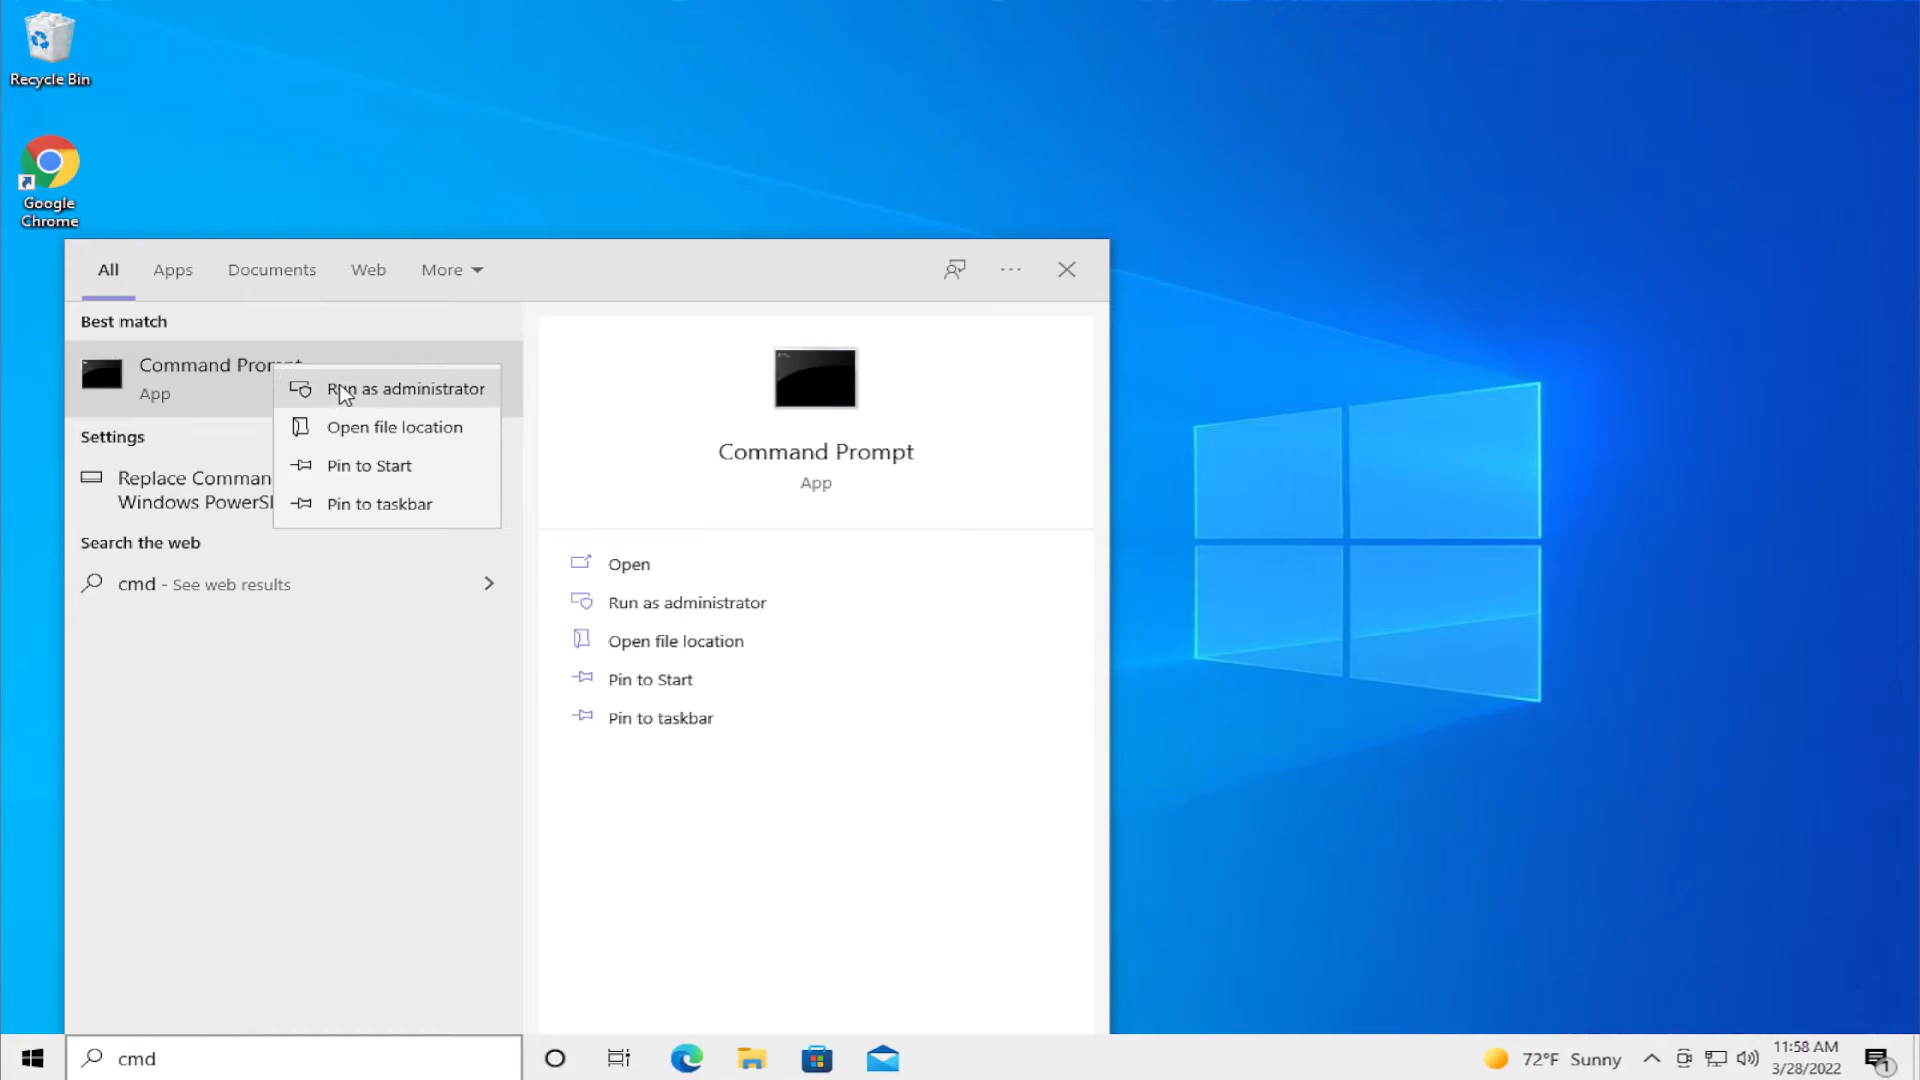 Recycle Bin
Google
Chrome
All
Apps
Documents
Web
More
Best match
Command Prompt
App
Run as administrator
Open file location
Pin to Start
Pin to taskbar
Settings
Replace Comman
Windows PowerS
Search the web
cmd - See web results
Command Prompt
App
Open
Run as administrator
Open file location
Pin to Start
Pin to taskbar
cmd
72°F Sunny
11:58 AM
3/28/2022
1